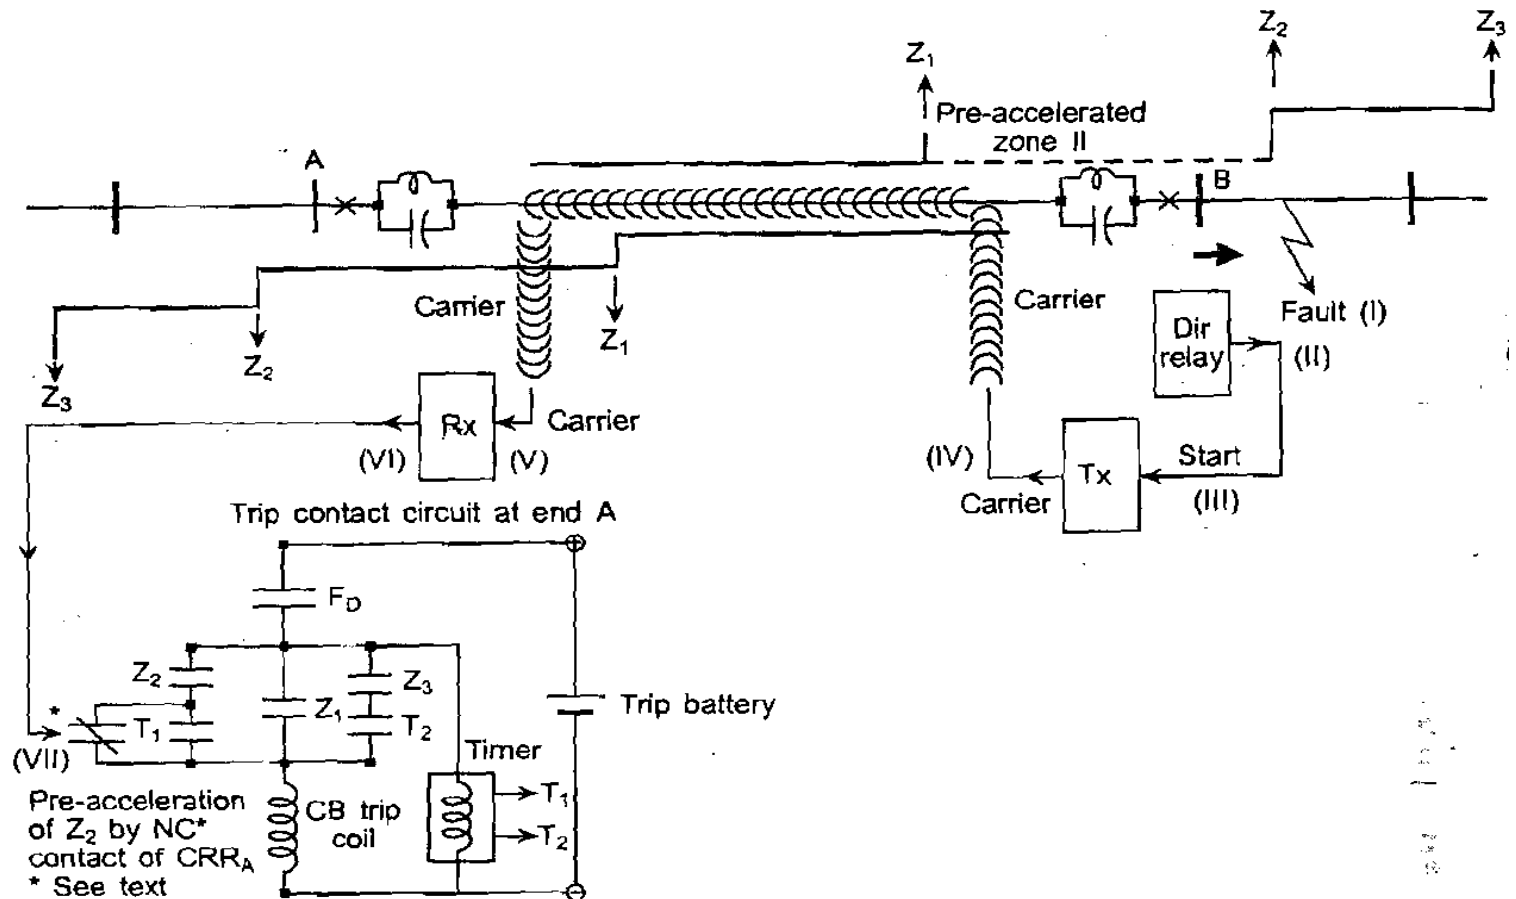 Z₂
Z₃
Z₁
Pre-accelerated
zone II
A
B
Carrier
Carrier
Fault (I)
Dir
relay
(II)
Z₁
Z₂
Z₃
Rx
Carrier
(VI)
(V)
(IV)
Tx
Start
Carrier
(III)
Trip contact circuit at end A
F_D
Z₂
Z₃
*
T₁
Z₁
T₂
Trip battery
(VII)
Timer
Pre-acceleration
of Z₂ by NC*
contact of CRR_A
* See text
CB trip
coil
T₁
T₂